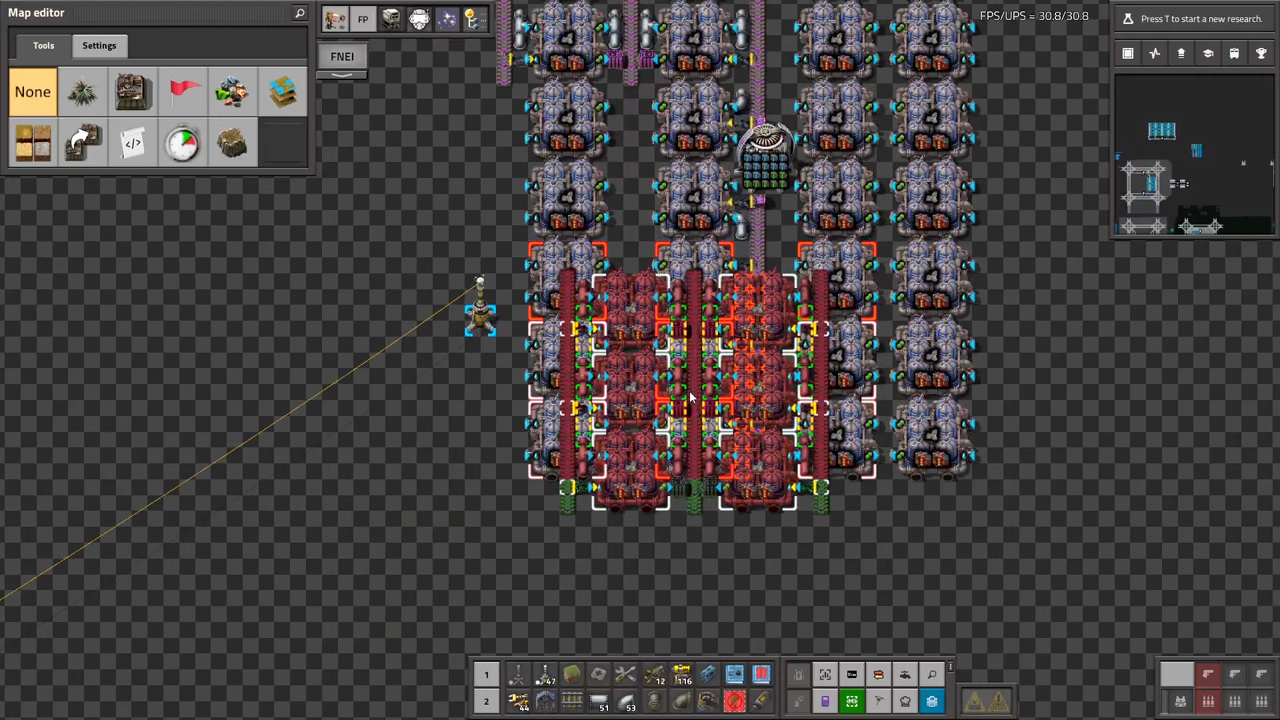 Map editor
FP
FPS/UPS = 30.8/30.8
Press T to start a new research.
Tools
Settings
FNEI
None
</>
1
47
12
116
2
44
51
53